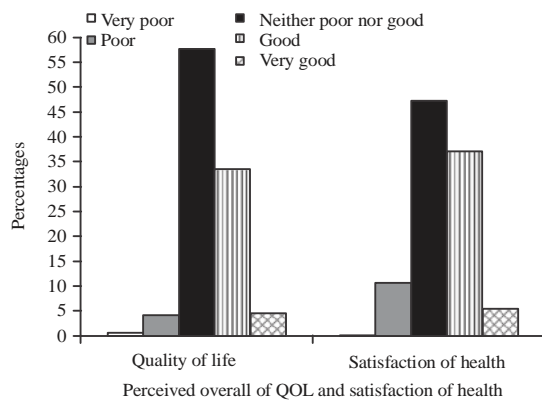 Very poor
Poor
Neither poor nor good
Good
Very good
60
55
50
45
40
35
30
25
20
15
10
5
0
Percentages
Quality of life
Satisfaction of health
Perceived overall of QOL and satisfaction of health